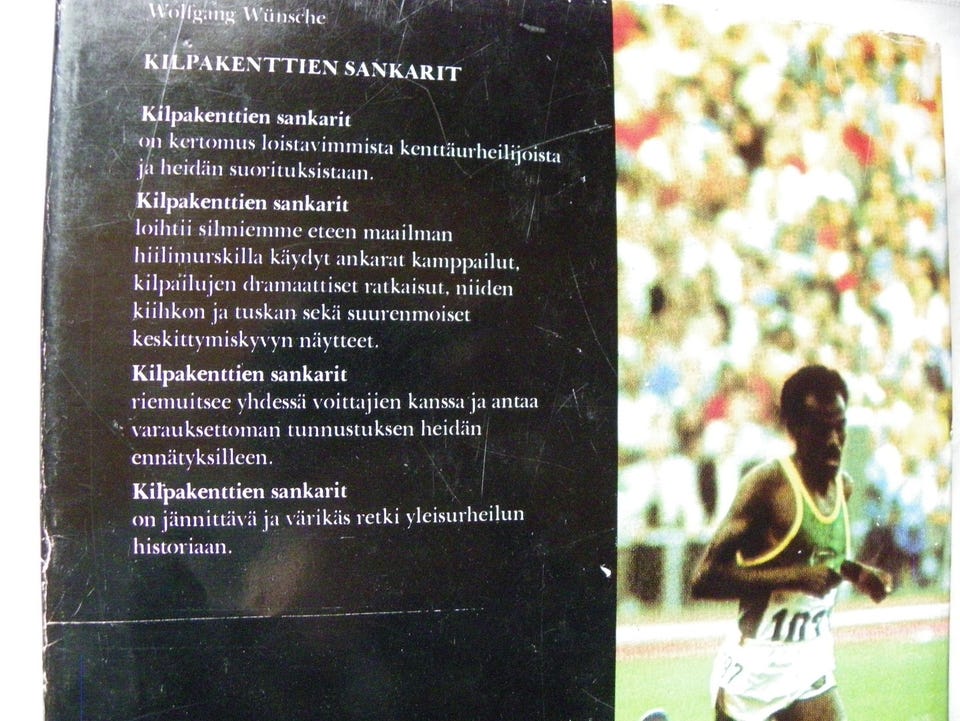 Wolfgang Wünsche
KILPAKENTTIEN SANKARIT
Kilpakenttien sankarit
on kertomus loistavimmista kenttäurheilijoista
ja heidän suorituksistaan.
Kilpakenttien sankarit
loihtii silmiemme eteen maailman
hiilimurskilla käydyt ankarat kamppailut,
kilpailujen dramaattiset ratkaisut, niiden
kiihkon ja tuskan sekä suurenmoiset
keskittymiskyvyn näytteet.
Kilpakenttien sankarit
riemuitsee yhdessä voittajien kanssa ja antaa
varauksettoman tunnustuksen heidän
ennätyksilleen.
Kilpakenttien sankarit
on jännittävä ja värikäs retki yleisurheilun
historiaan.